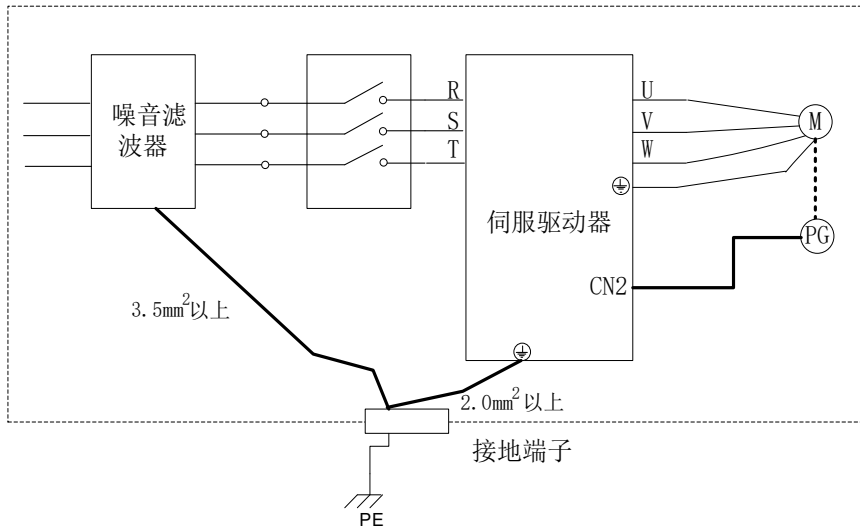 噪音滤
波器
R
S
T
U
V
W
M
伺服驱动器
PG
CN2
3.5mm²以上
2.0mm²以上
接地端子
PE